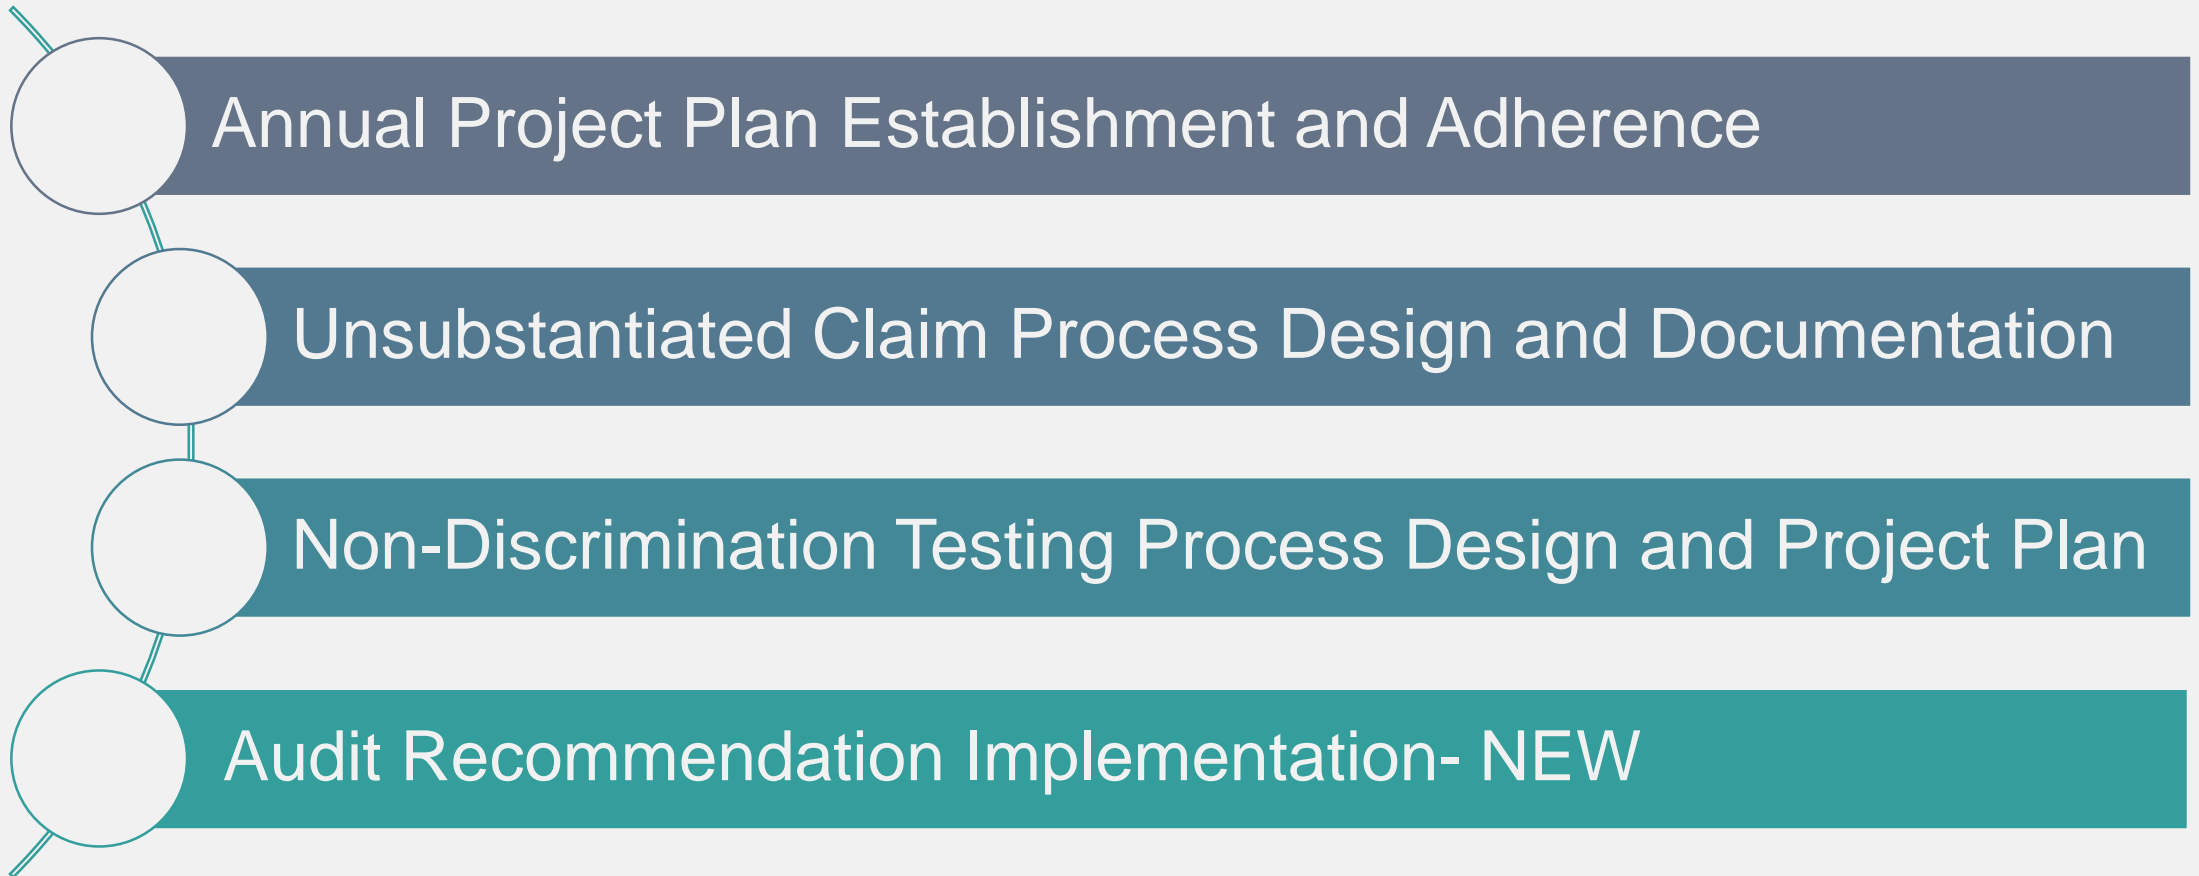 Annual Project Plan Establishment and Adherence
Unsubstantiated Claim Process Design and Documentation
Non-Discrimination Testing Process Design and Project Plan
Audit Recommendation Implementation- NEW